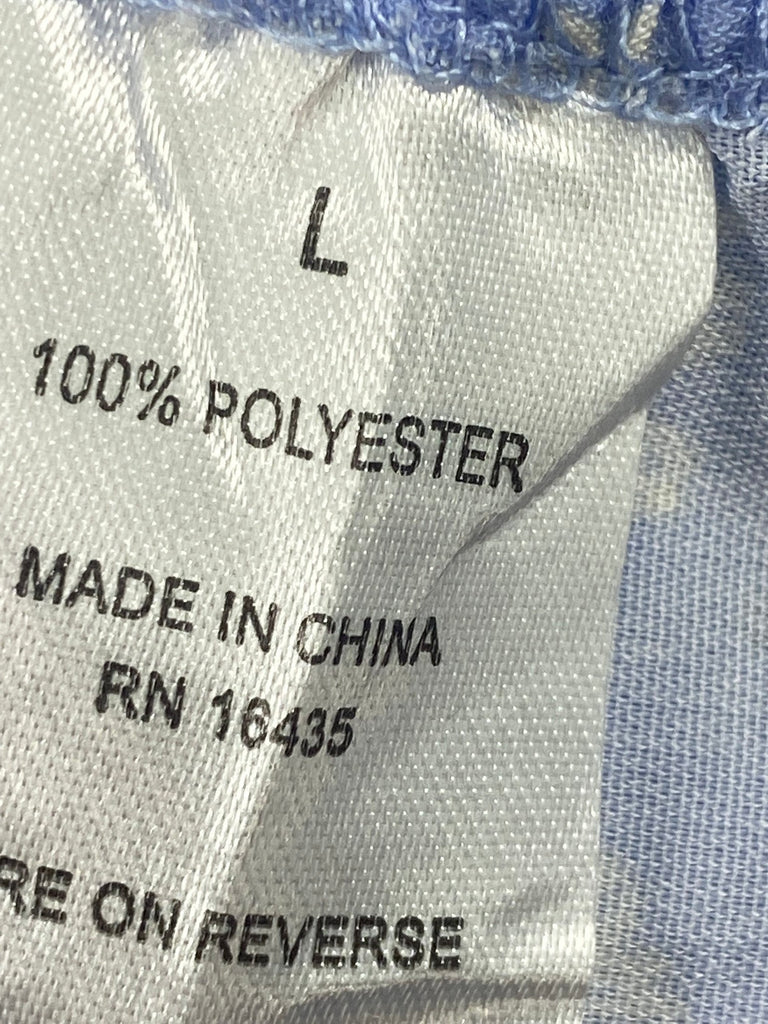 L
100% POLYESTER
MADE IN CHINA
RN 16435
RE ON REVERSE